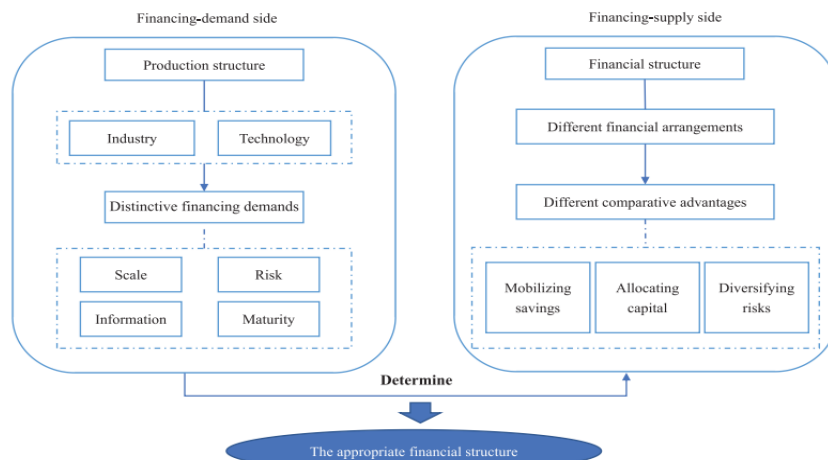 Financing-demand side
Production structure
Industry
Technology
Distinctive financing demands
Scale
Risk
Information
Maturity
Financing-supply side
Financial structure
Different financial arrangements
Different comparative advantages
Mobilizing
savings
Allocating
capital
Diversifying
risks
Determine
The appropriate financial structure